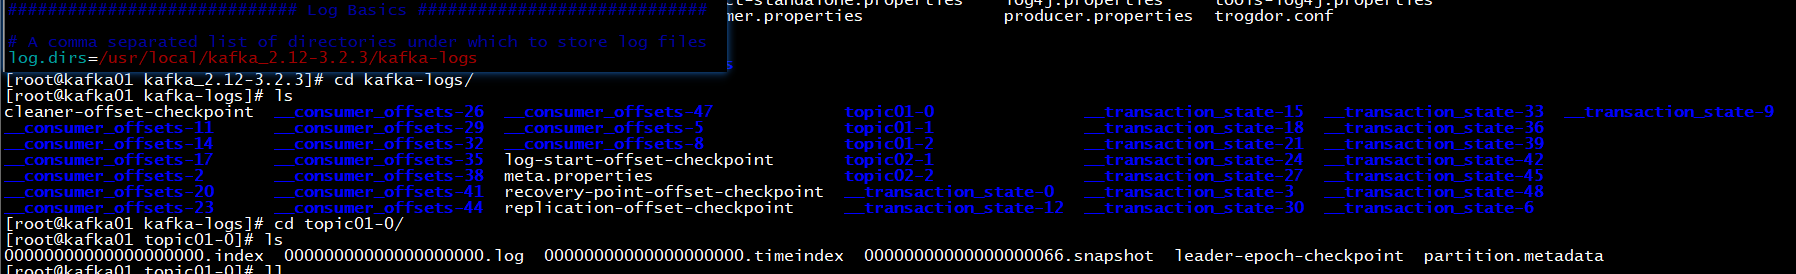 ############################# Log Basics #############################
# A comma separated list of directories under which to store log files
log.dirs=/usr/local/kafka_2.12-3.2.3/kafka-logs
t-standalone.properties log4j.properties tools-log4j.properties
mer.properties producer.properties trogdor.conf
[root@kafka01 kafka_2.12-3.2.3]# cd kafka-logs/
[root@kafka01 kafka-logs]# ls
cleaner-offset-checkpoint __consumer_offsets-26 __consumer_offsets-47 topic01-0 __transaction_state-15 __transaction_state-33 __transaction_state-9
__consumer_offsets-11 __consumer_offsets-29 __consumer_offsets-5 topic01-1 __transaction_state-18 __transaction_state-36
__consumer_offsets-14 __consumer_offsets-32 __consumer_offsets-8 topic01-2 __transaction_state-21 __transaction_state-39
__consumer_offsets-17 __consumer_offsets-35 log-start-offset-checkpoint topic02-1 __transaction_state-24 __transaction_state-42
__consumer_offsets-2 __consumer_offsets-38 meta.properties topic02-2 __transaction_state-27 __transaction_state-45
__consumer_offsets-20 __consumer_offsets-41 recovery-point-offset-checkpoint __transaction_state-0 __transaction_state-3 __transaction_state-48
__consumer_offsets-23 __consumer_offsets-44 replication-offset-checkpoint __transaction_state-12 __transaction_state-30 __transaction_state-6
[root@kafka01 kafka-logs]# cd topic01-0/
[root@kafka01 topic01-0]# ls
00000000000000000000.index 00000000000000000000.log 00000000000000000000.timeindex 00000000000000000066.snapshot leader-epoch-checkpoint partition.metadata
[root@kafka01 topic01-0]# ll